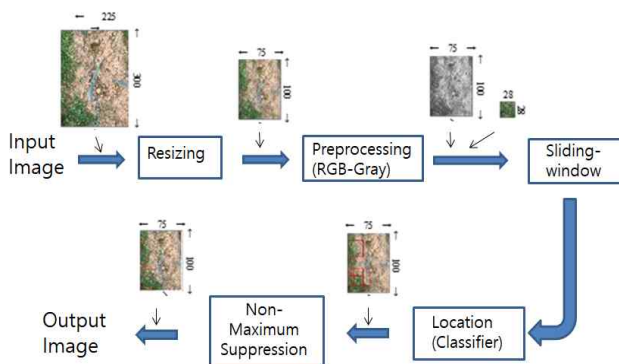 225
300
75
100
75
100
28
28
Input
Image
Resizing
Preprocessing
(RGB-Gray)
Sliding-
window
75
100
75
100
Output
Image
Non-
Maximum
Suppression
Location
(Classifier)